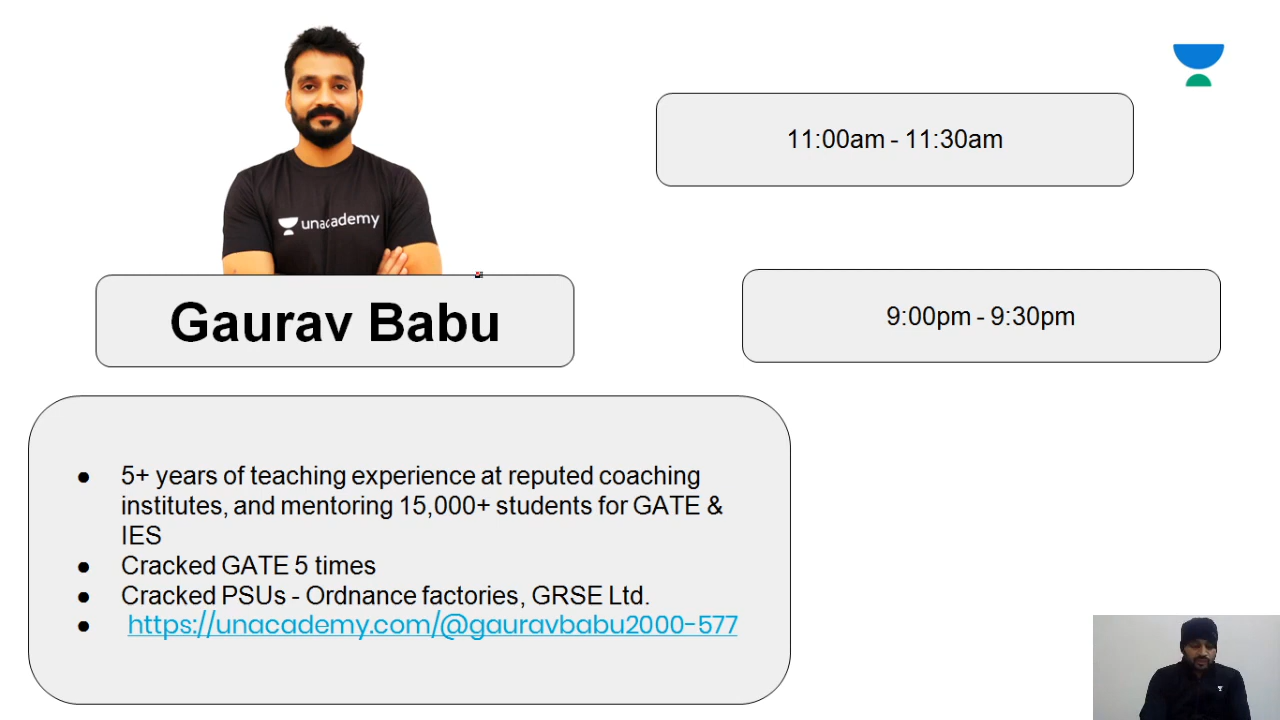 unacademy
11:00am - 11:30am
Gaurav Babu
9:00pm - 9:30pm
● 5+ years of teaching experience at reputed coaching
institutes, and mentoring 15,000+ students for GATE &
IES
● Cracked GATE 5 times
● Cracked PSUs - Ordnance factories, GRSE Ltd.
● https://unacademy.com/@gauravbabu2000-577